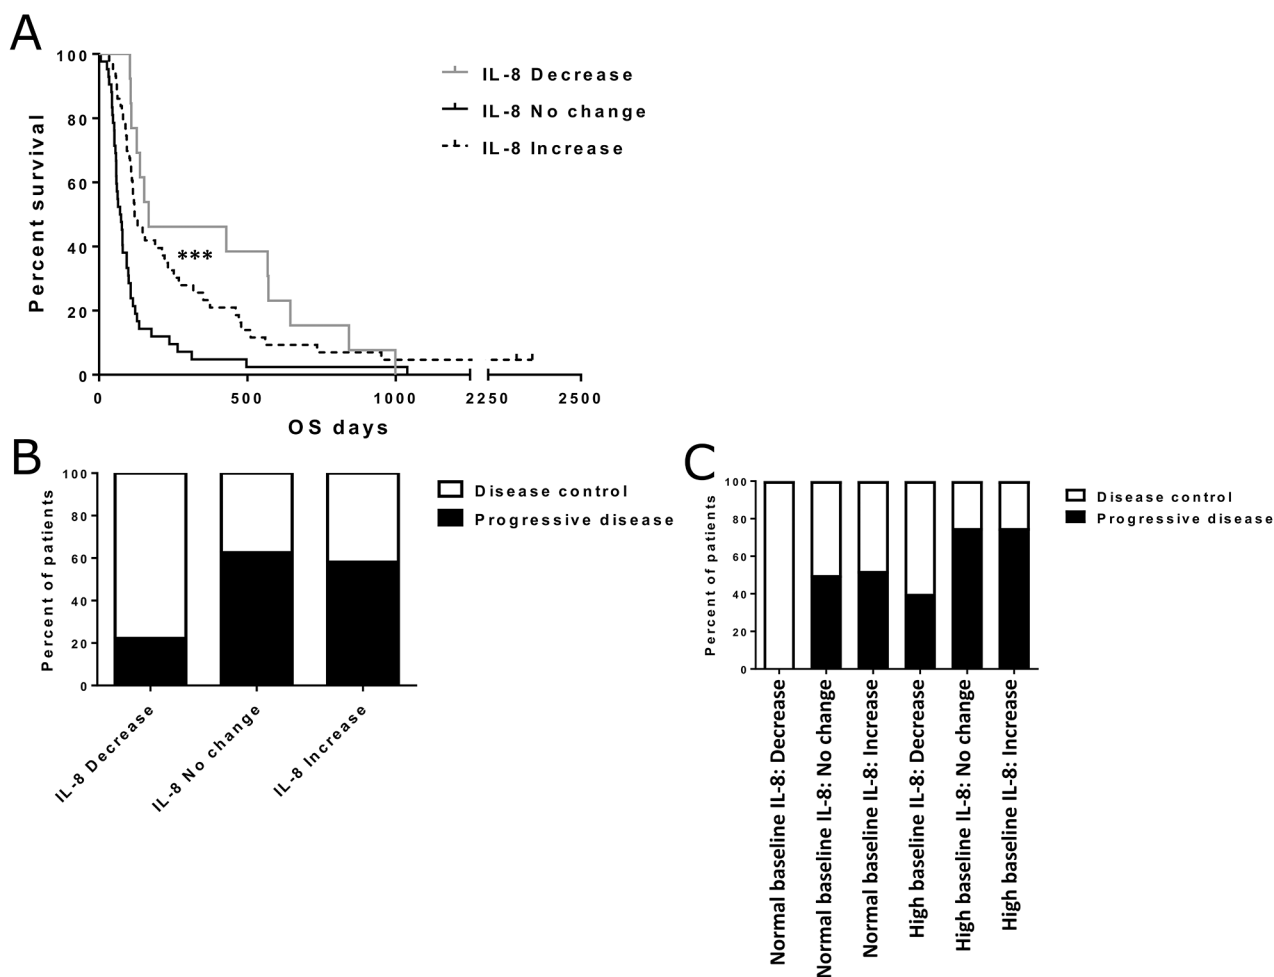 A
100
80
60
40
20
0
Percent survival
IL-8 Decrease
IL-8 No change
IL-8 Increase
***
0 500 1000 2250 2500
OS days
B
100
80
60
40
20
0
Percent of patients
Disease control
Progressive disease
IL-8 Decrease
IL-8 No change
IL-8 Increase
C
100
80
60
40
20
0
Percent of patients
Disease control
Progressive disease
Normal baseline IL-8: Decrease
Normal baseline IL-8: No change
Normal baseline IL-8: Increase
High baseline IL-8: Decrease
High baseline IL-8: No change
High baseline IL-8: Increase